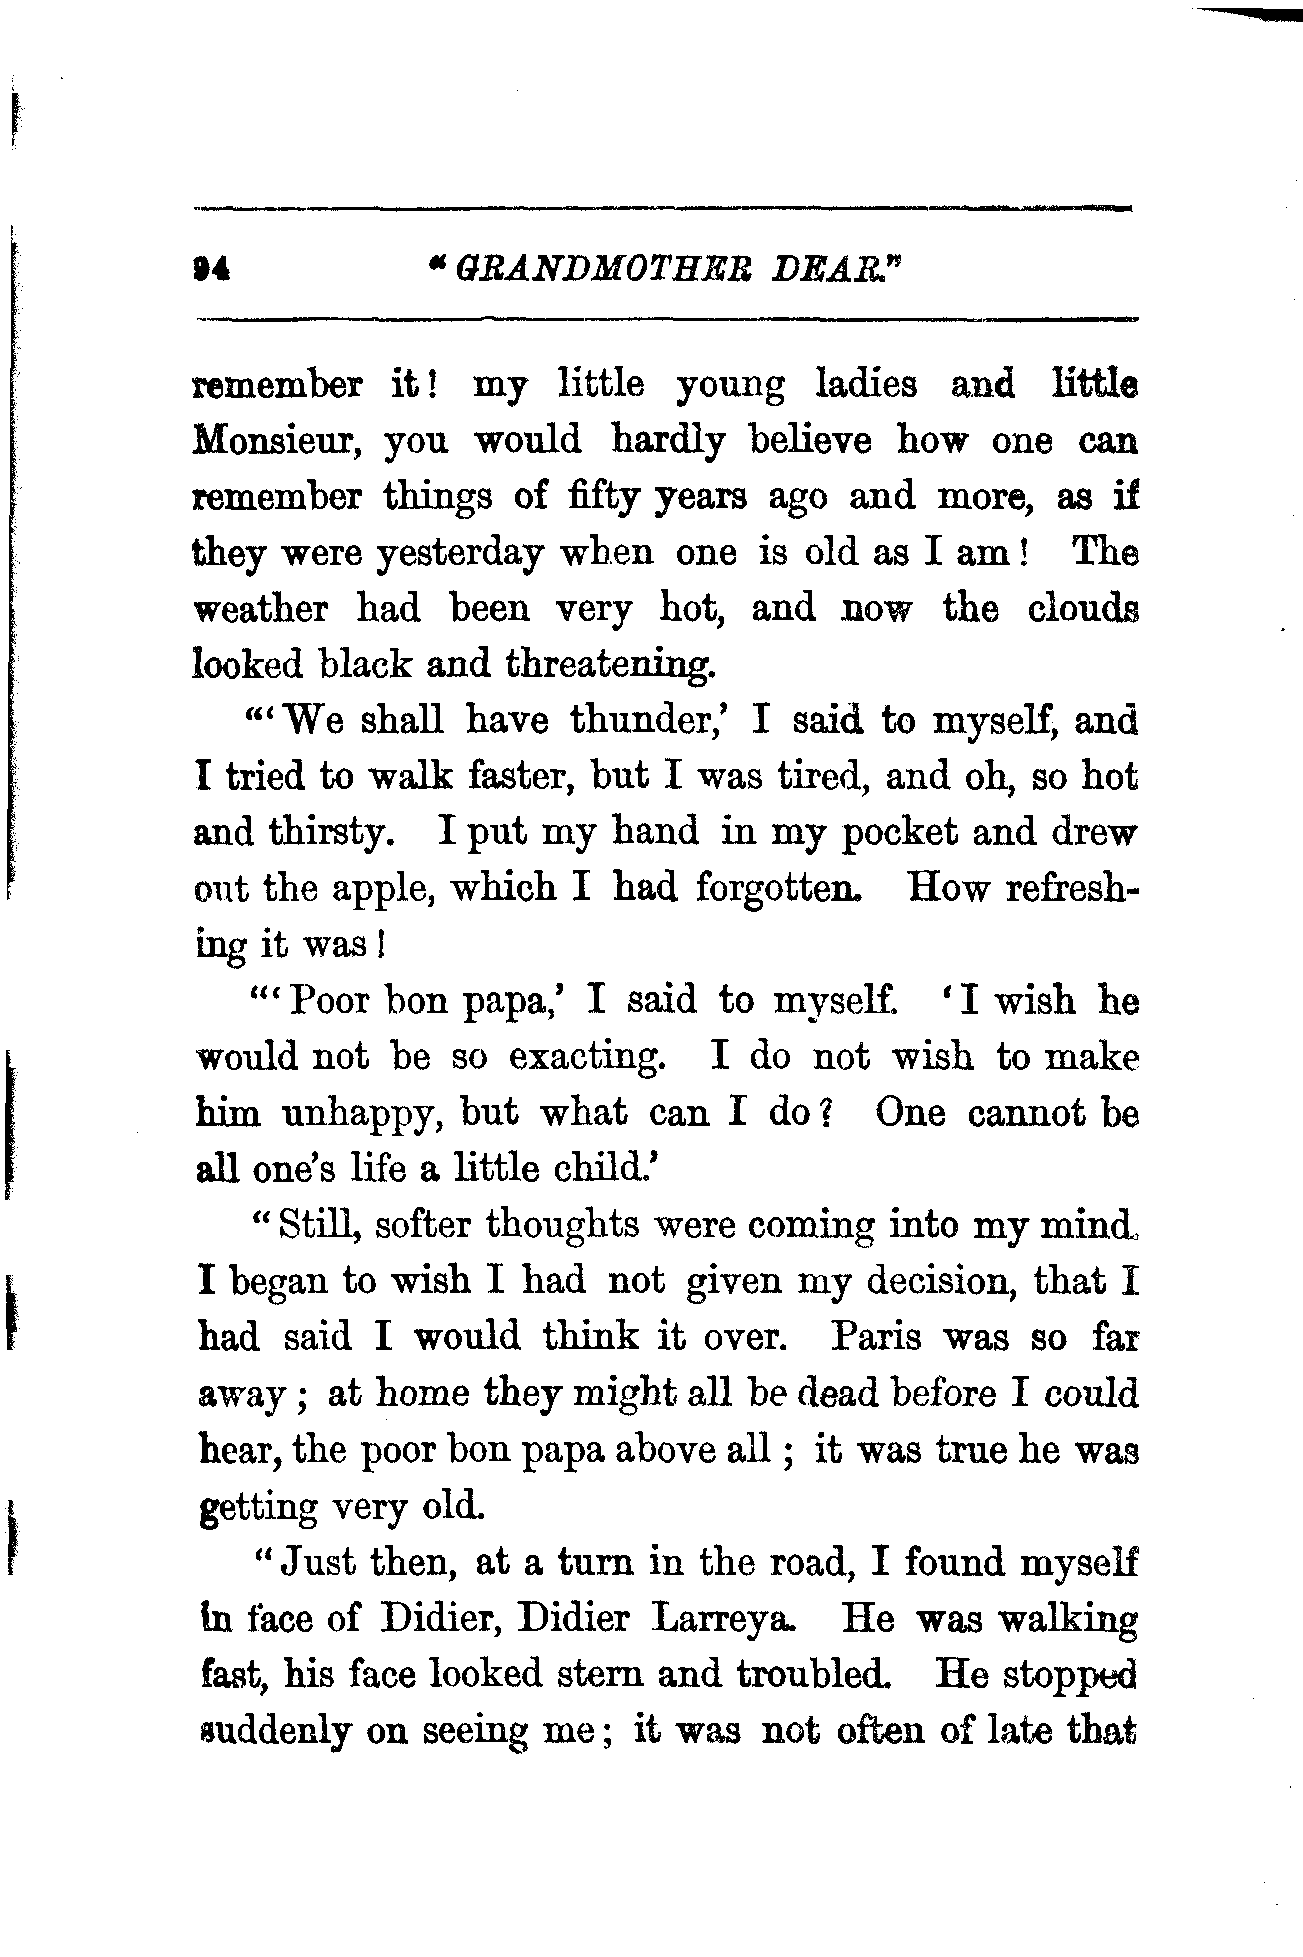 94 “GRANDMOTHER DEAR.”
remember it! my little young ladies and little
Monsieur, you would hardly believe how one can
remember things of fifty years ago and more, as if
they were yesterday when one is old as I am! The
weather had been very hot, and now the clouds
looked black and threatening.
“‘We shall have thunder,’ I said to myself, and
I tried to walk faster, but I was tired, and oh, so hot
and thirsty. I put my hand in my pocket and drew
out the apple, which I had forgotten. How refresh-
ing it was!
“‘Poor bon papa,’ I said to myself. ‘I wish he
would not be so exacting. I do not wish to make
him unhappy, but what can I do? One cannot be
all one’s life a little child.’
“Still, softer thoughts were coming into my mind.
I began to wish I had not given my decision, that I
had said I would think it over. Paris was so far
away; at home they might all be dead before I could
hear, the poor bon papa above all; it was true he was
getting very old.
“Just then, at a turn in the road, I found myself
in face of Didier, Didier Larreya. He was walking
fast, his face looked stern and troubled. He stopped
suddenly on seeing me; it was not often of late that